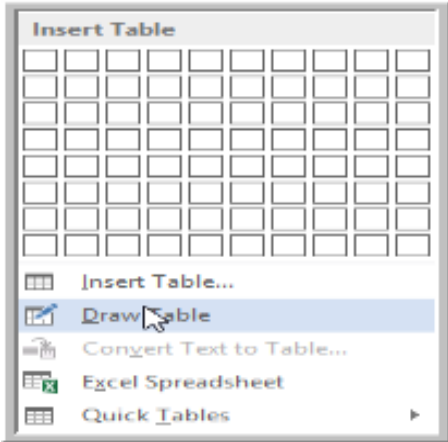 Insert Table
Insert Table...
Draw Table
Convert Text to Table...
Excel Spreadsheet
Quick Tables